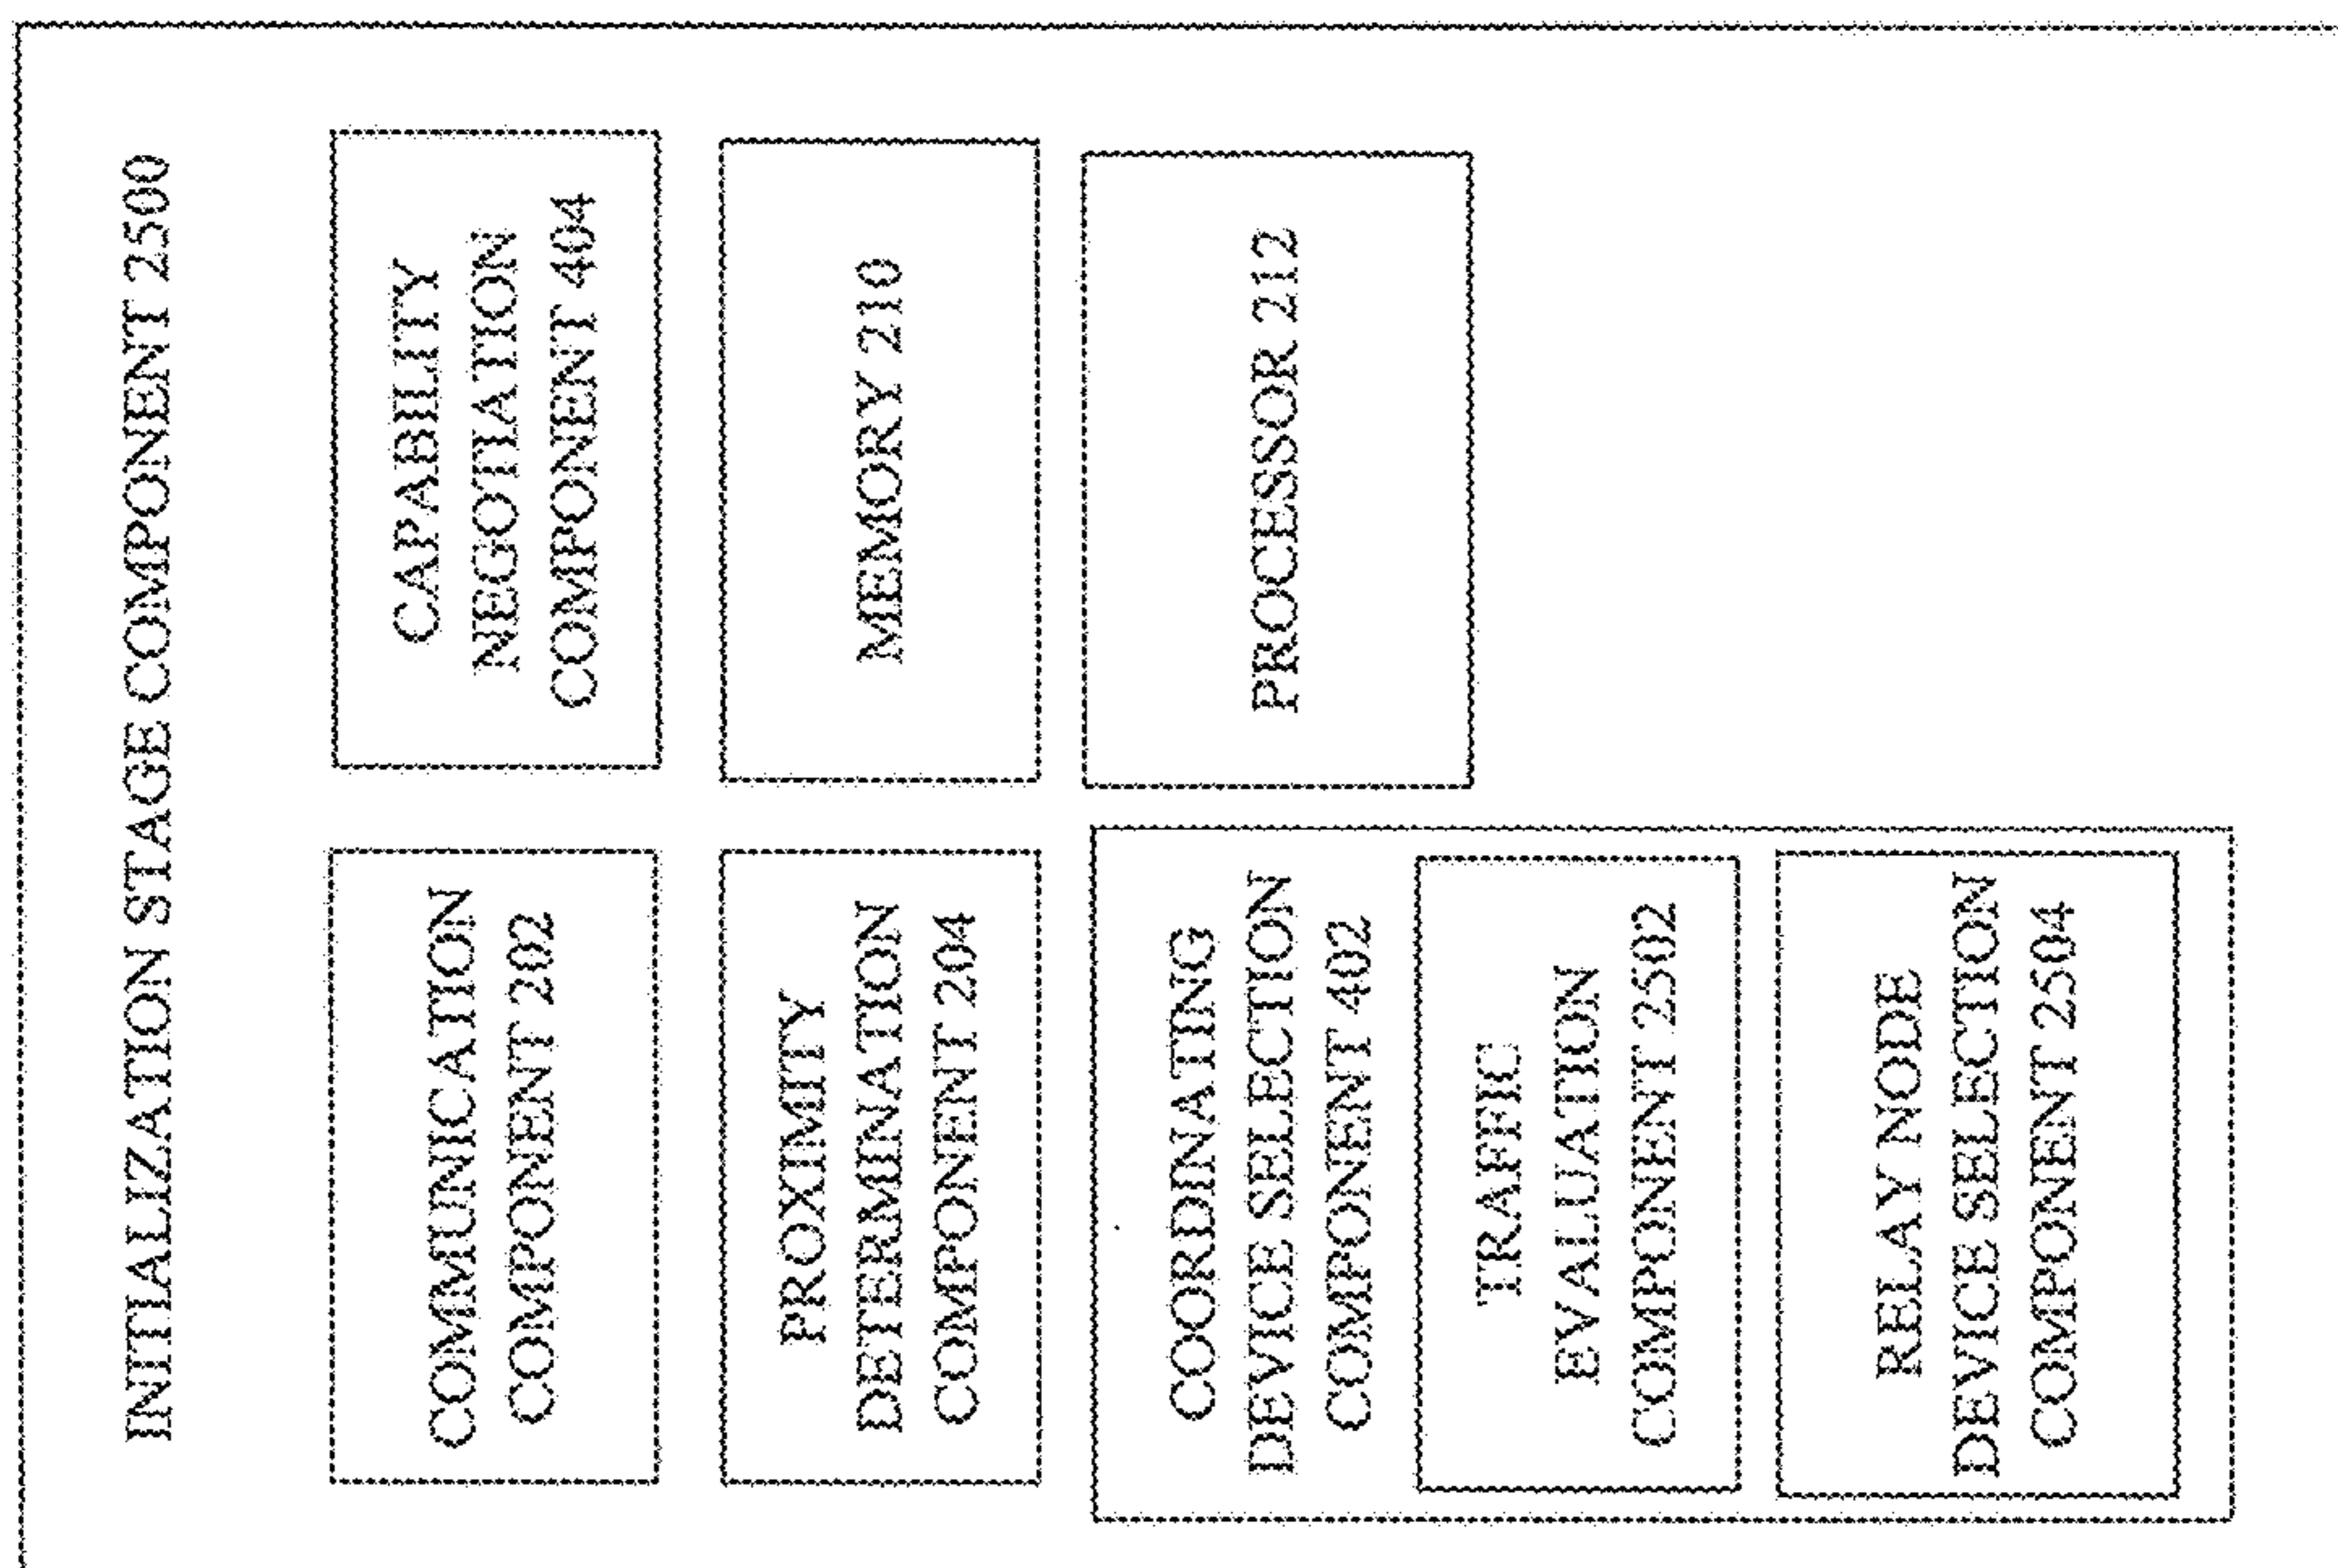 INITIALIZATION STAGE COMPONENT 2500
COMMUNICATION
COMPONENT 202
CAPABILITY
NEGOTIATION
COMPONENT 404
PROXIMITY
DETERMINATION
COMPONENT 204
MEMORY 210
COORDINATING
DEVICE SELECTION
COMPONENT 402
TRAFFIC
EVALUATION
COMPONENT 2502
RELAY NODE
DEVICE SELECTION
COMPONENT 2504
PROCESSOR 212